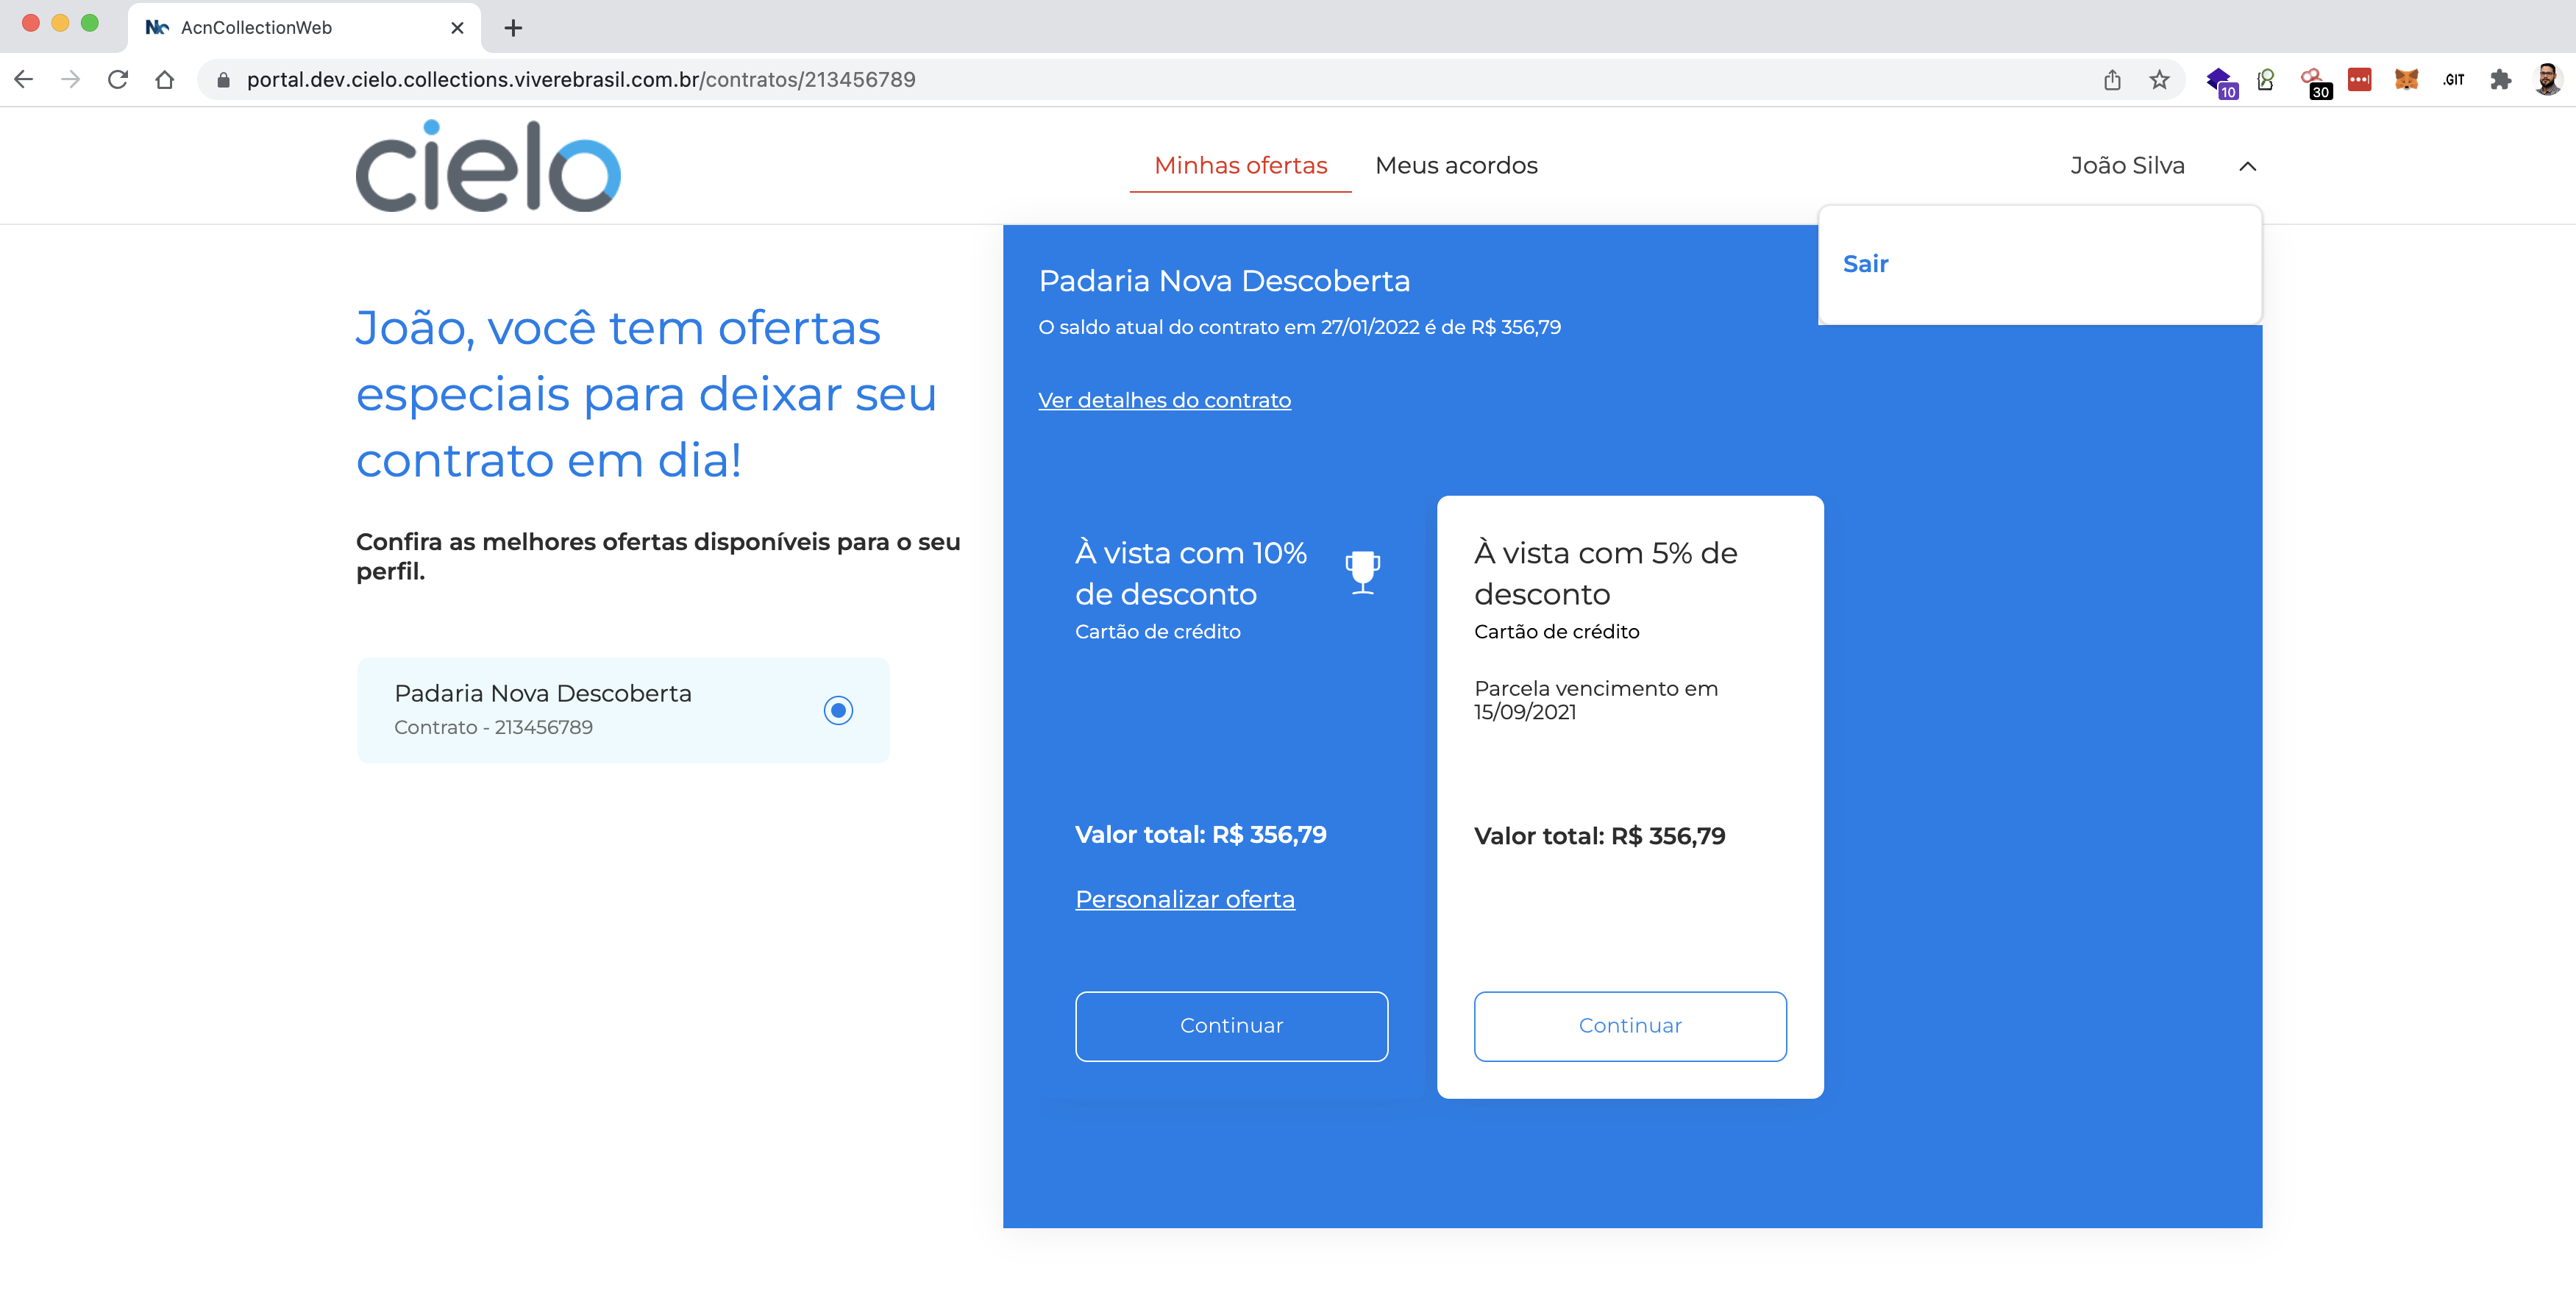 AcnCollectionWeb
portal.dev.cielo.collections.viverebrasil.com.br/contratos/213456789
10
30
.GIT
cielo
Minhas ofertas
Meus acordos
João Silva
Sair
João, você tem ofertas
especiais para deixar seu
contrato em dia!
Confira as melhores ofertas disponíveis para o seu
perfil.
Padaria Nova Descoberta
Contrato - 213456789
Padaria Nova Descoberta
O saldo atual do contrato em 27/01/2022 é de R$ 356,79
Ver detalhes do contrato
À vista com 10%
de desconto
Cartão de crédito
Valor total: R$ 356,79
Personalizar oferta
Continuar
À vista com 5% de
desconto
Cartão de crédito
Parcela vencimento em
15/09/2021
Valor total: R$ 356,79
Continuar